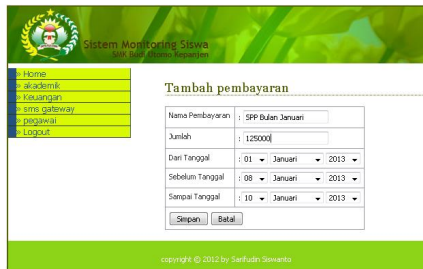 Sistem Monitoring Siswa
SMK Budi Utomo Kepanjen
» Home
» akademik
» Keuangan
» sms gateway
» pegawai
» Logout
Tambah pembayaran
Nama Pembayaran : SPP Bulan Januari
Jumlah : 125000
Dari Tanggal : 01 Januari 2013
Sebelum Tanggal : 08 Januari 2013
Sampai Tanggal : 10 Januari 2013
Simpan Batal
copyright © 2012 by Sarifudin Siswanto